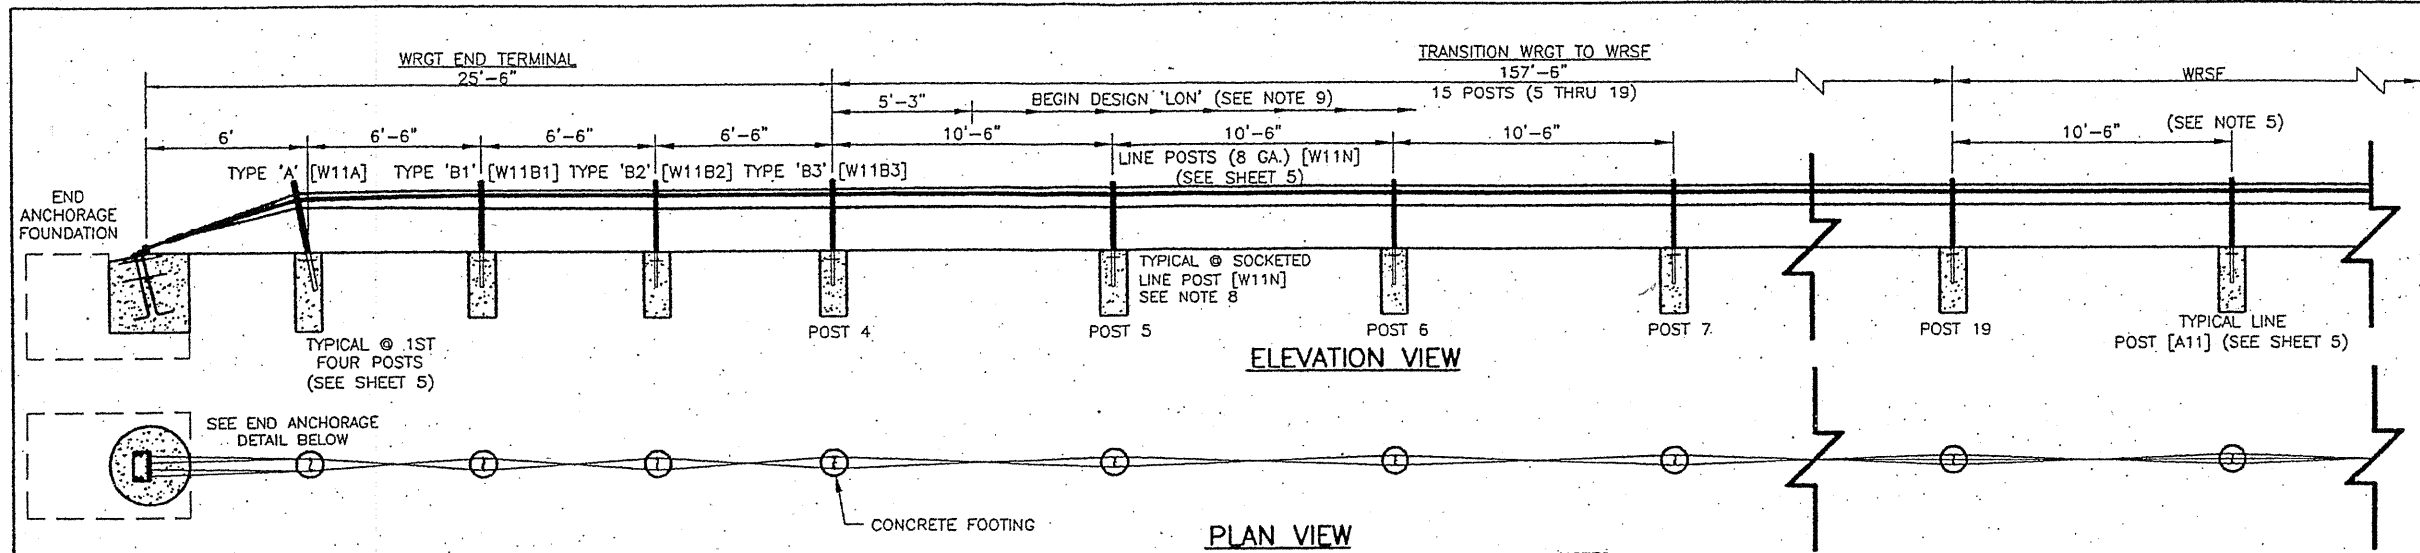 WRGT END TERMINAL
25'-6"
TRANSITION WRGT TO WRSF
157'-6"
15 POSTS (5 THRU 19)
WRSF
5'-3"
BEGIN DESIGN 'LON' (SEE NOTE 9)
6'
6'-6"
6'-6"
6'-6"
10'-6"
10'-6"
10'-6"
10'-6"
(SEE NOTE 5)
TYPE 'A' [W11A]
TYPE 'B1' [W11B1]
TYPE 'B2' [W11B2]
TYPE 'B3' [W11B3]
LINE POSTS (8 GA.) [W11N]
(SEE SHEET 5)
END
ANCHORAGE
FOUNDATION
TYPICAL @ SOCKETED
LINE POST [W11N]
SEE NOTE 8
TYPICAL @ 1ST
FOUR POSTS
(SEE SHEET 5)
POST 4
POST 5
POST 6
POST 7
POST 19
TYPICAL LINE
POST [A11] (SEE SHEET 5)
ELEVATION VIEW
SEE END ANCHORAGE
DETAIL BELOW
CONCRETE FOOTING
PLAN VIEW